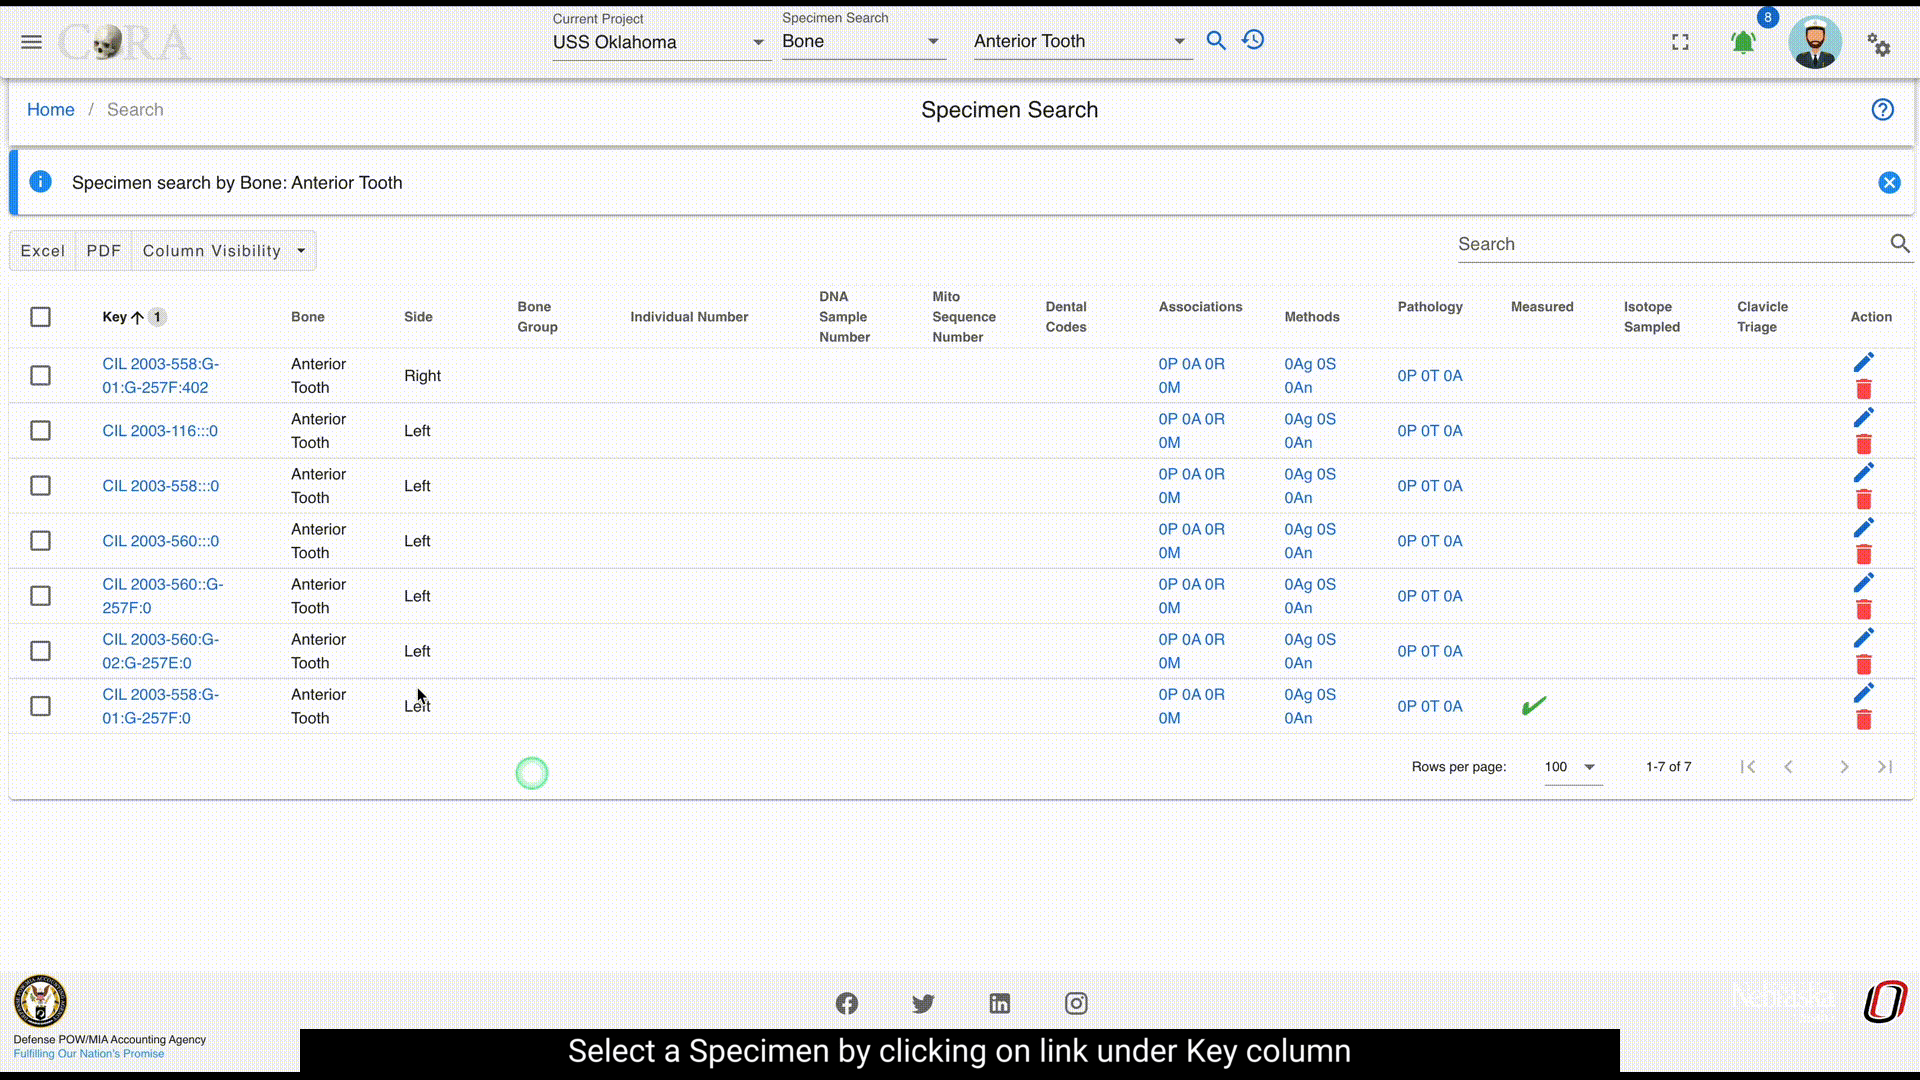 CORA
Current Project
USS Oklahoma
Specimen Search
Bone
Anterior Tooth
8
Home / Search
Specimen Search
Specimen search by Bone: Anterior Tooth
Excel PDF Column Visibility
Search
Key 1 Bone Side Bone Group Individual Number DNA Sample Number Mito Sequence Number Dental Codes Associations Methods Pathology Measured Isotope Sampled Clavicle Triage Action
CIL 2003-558:G-01:G-257F:402 Anterior Tooth Right 0P 0A 0R 0M 0Ag 0S 0An 0P 0T 0A
CIL 2003-116:::0 Anterior Tooth Left 0P 0A 0R 0M 0Ag 0S 0An 0P 0T 0A
CIL 2003-558:::0 Anterior Tooth Left 0P 0A 0R 0M 0Ag 0S 0An 0P 0T 0A
CIL 2003-560:::0 Anterior Tooth Left 0P 0A 0R 0M 0Ag 0S 0An 0P 0T 0A
CIL 2003-560::G-257F:0 Anterior Tooth Left 0P 0A 0R 0M 0Ag 0S 0An 0P 0T 0A
CIL 2003-560:G-02:G-257E:0 Anterior Tooth Left 0P 0A 0R 0M 0Ag 0S 0An 0P 0T 0A
CIL 2003-558:G-01:G-257F:0 Anterior Tooth Left 0P 0A 0R 0M 0Ag 0S 0An 0P 0T 0A
Rows per page: 100 1-7 of 7
Defense POW/MIA Accounting Agency
Fulfilling Our Nation's Promise
Nebraska
Select a Specimen by clicking on link under Key column